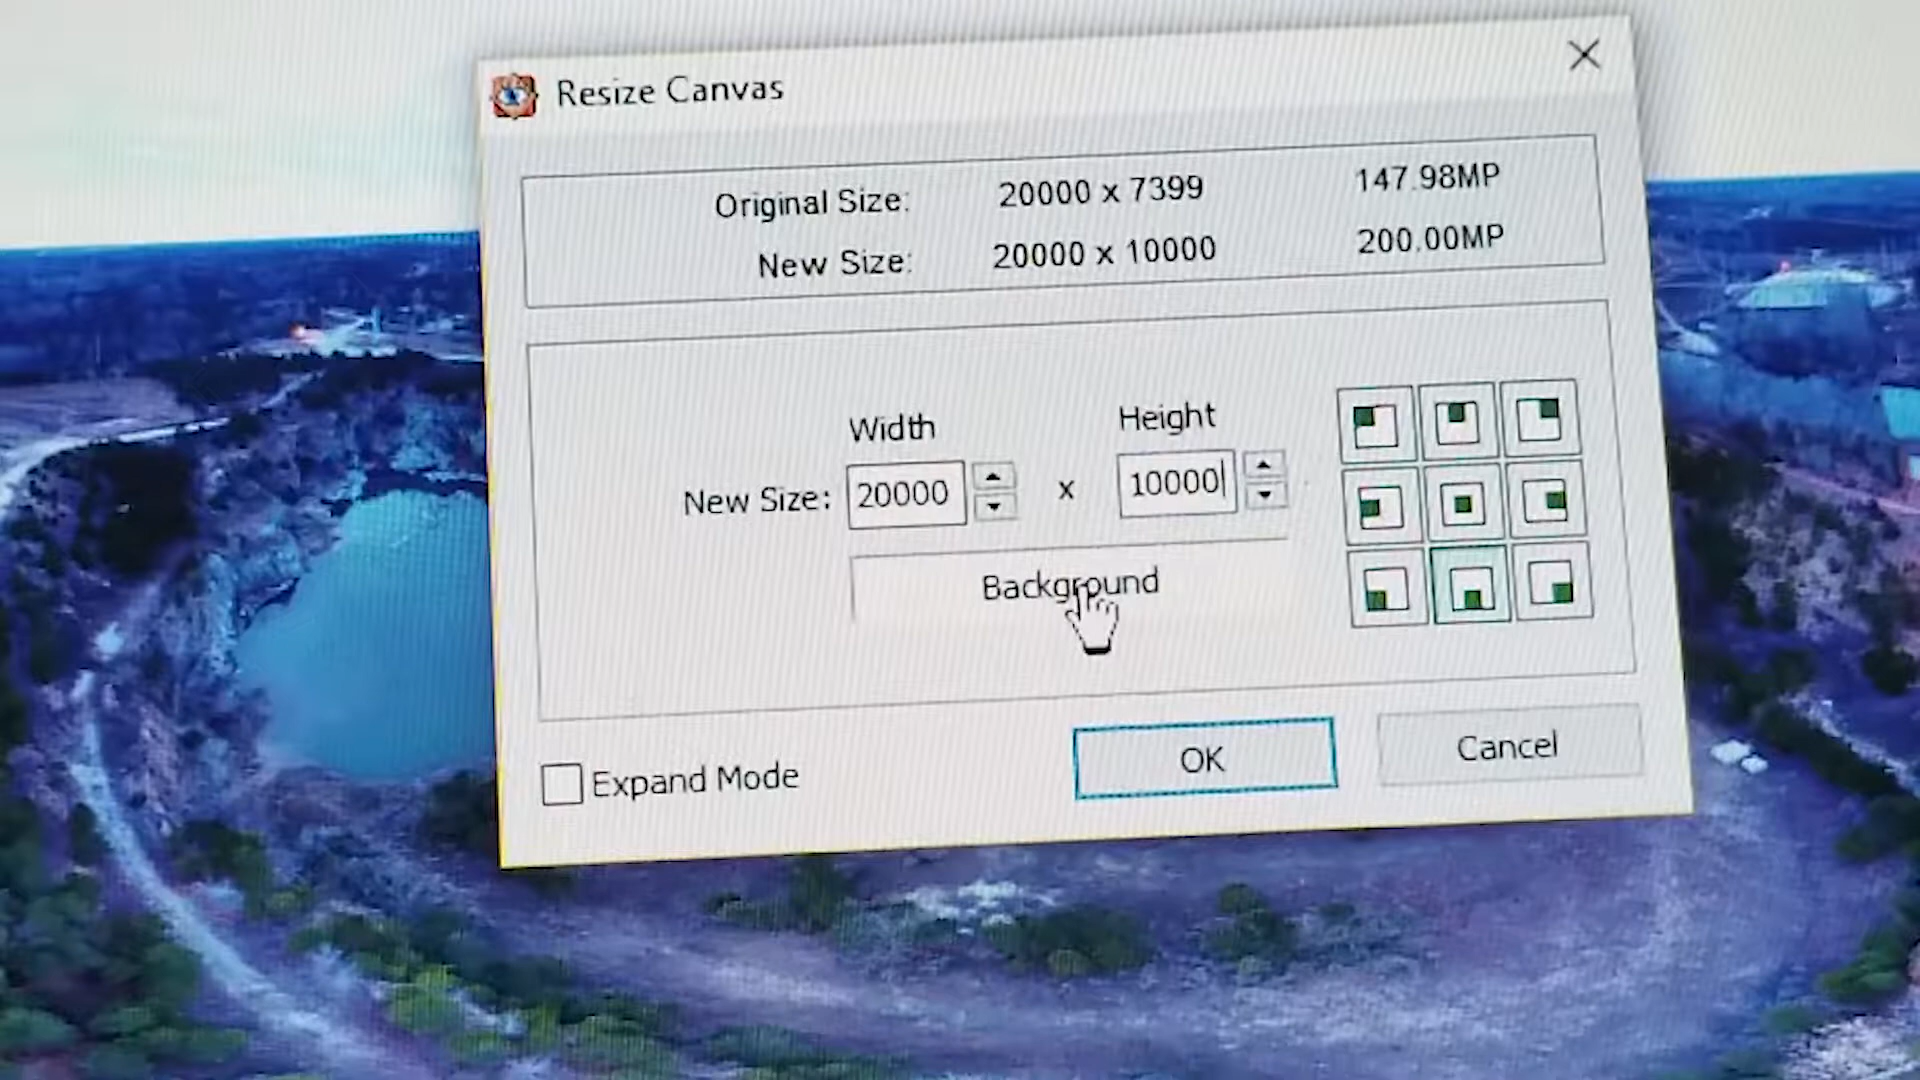 Resize Canvas
Original Size: 20000 x 7399 147.98MP
New Size: 20000 x 10000 200.00MP
Width Height
New Size: 20000 x 10000
Background
Expand Mode OK Cancel